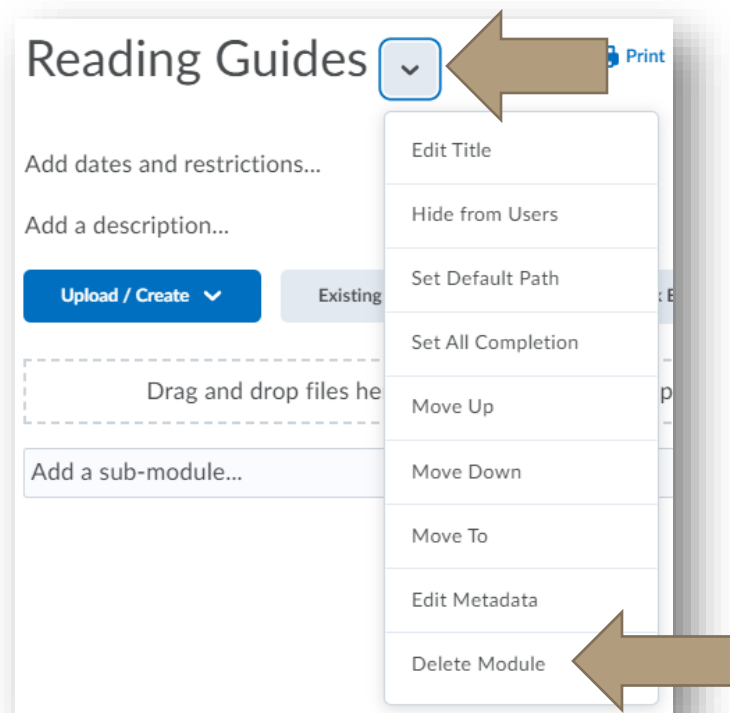 Reading Guides
Print
Add dates and restrictions...
Add a description...
Upload / Create
Existing
Drag and drop files he
Add a sub-module...
Edit Title
Hide from Users
Set Default Path
Set All Completion
Move Up
Move Down
Move To
Edit Metadata
Delete Module